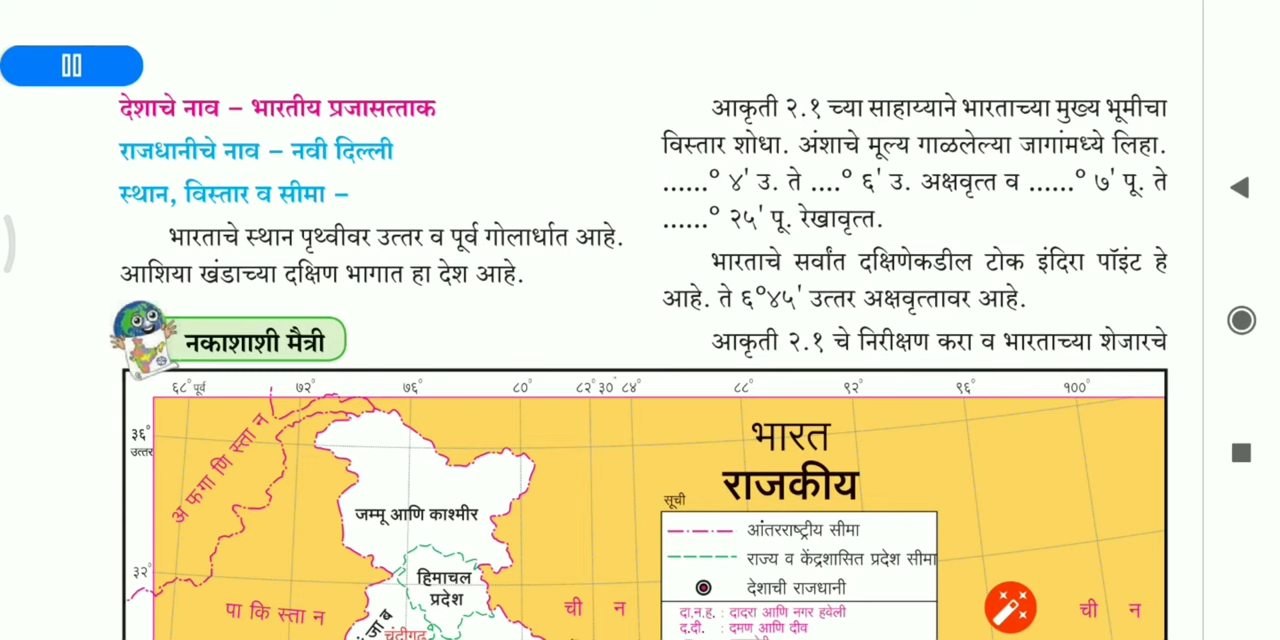 देशाचे नाव – भारतीय प्रजासत्ताक
राजधानीचे नाव – नवी दिल्ली
स्थान, विस्तार व सीमा –
भारताचे स्थान पृथ्वीवर उत्तर व पूर्व गोलार्धात आहे.
आशिया खंडाच्या दक्षिण भागात हा देश आहे.
आकृती २.१ च्या साहाय्याने भारताच्या मुख्य भूमीचा
विस्तार शोधा. अंशाचे मूल्य गाळलेल्या जागांमध्ये लिहा.
......° ४' उ. ते ....° ६' उ. अक्षवृत्त व ......° ७' पू. ते
......° २५' पू. रेखावृत्त.
भारताचे सर्वांत दक्षिणेकडील टोक इंदिरा पॉइंट हे
आहे. ते ६°४५' उत्तर अक्षवृत्तावर आहे.
आकृती २.१ चे निरीक्षण करा व भारताच्या शेजारचे
नकाशाशी मैत्री
६८° पूर्व ७२° ७६° ८०° ८२°३०' ८४° ८८° ९२° ९६° १००°
३६°
उत्तर
३२°
अफगाणिस्तान
जम्मू आणि काश्मीर
हिमाचल
प्रदेश
पाकिस्तान
चंदीगढ
चीन
चीन
भारत
राजकीय
सूची
आंतरराष्ट्रीय सीमा
राज्य व केंद्रशासित प्रदेश सीमा
देशाची राजधानी
दा.न.ह. : दादरा आणि नगर हवेली
द.दी. : दमण आणि दीव